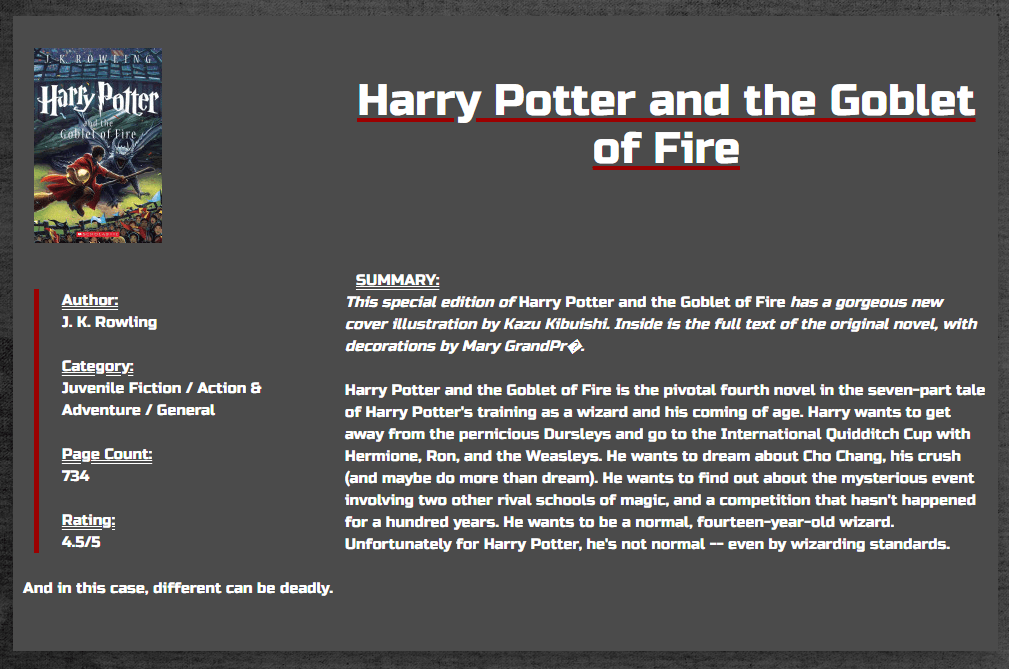 J. K. ROWLING
Harry Potter
and the
Goblet of Fire
SCHOLASTIC
Harry Potter and the Goblet
of Fire
Author:
J. K. Rowling
Category:
Juvenile Fiction / Action &
Adventure / General
Page Count:
734
Rating:
4.5/5
SUMMARY:
This special edition of Harry Potter and the Goblet of Fire has a gorgeous new
cover illustration by Kazu Kibuishi. Inside is the full text of the original novel, with
decorations by Mary GrandPr�.
Harry Potter and the Goblet of Fire is the pivotal fourth novel in the seven-part tale
of Harry Potter's training as a wizard and his coming of age. Harry wants to get
away from the pernicious Dursleys and go to the International Quidditch Cup with
Hermione, Ron, and the Weasleys. He wants to dream about Cho Chang, his crush
(and maybe do more than dream). He wants to find out about the mysterious event
involving two other rival schools of magic, and a competition that hasn't happened
for a hundred years. He wants to be a normal, fourteen-year-old wizard.
Unfortunately for Harry Potter, he's not normal -- even by wizarding standards.
And in this case, different can be deadly.